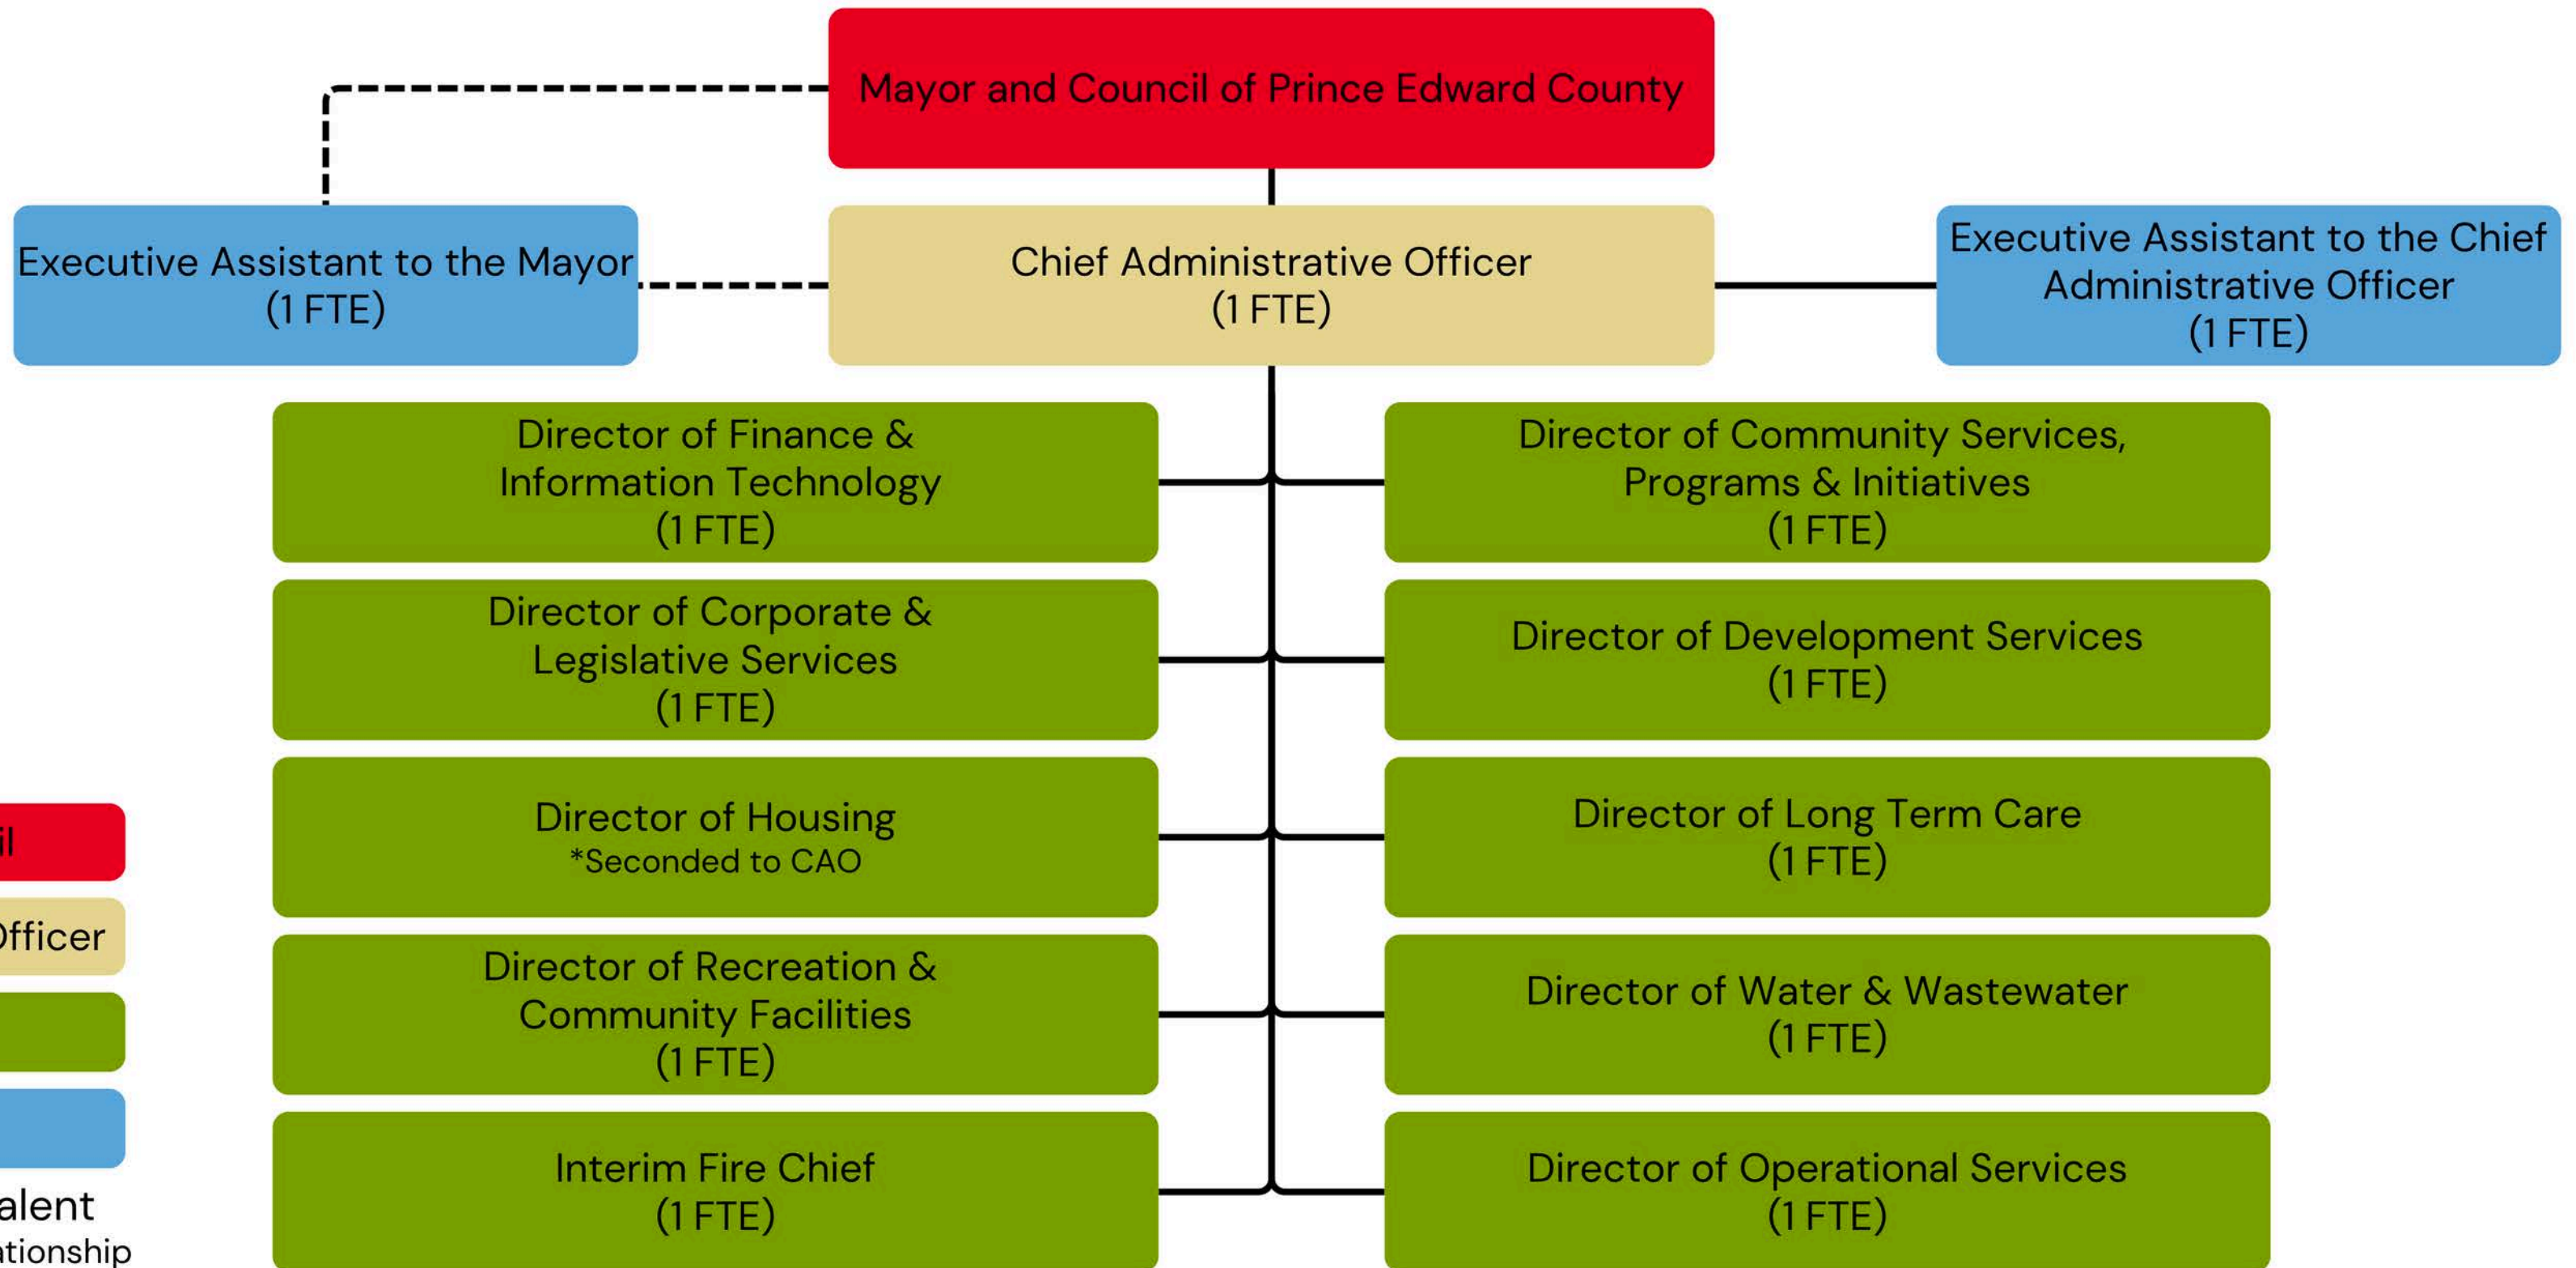 Mayor and Council of Prince Edward County
Executive Assistant to the Mayor
(1 FTE)
Chief Administrative Officer
(1 FTE)
Executive Assistant to the Chief
Administrative Officer
(1 FTE)
Director of Finance &
Information Technology
(1 FTE)
Director of Community Services,
Programs & Initiatives
(1 FTE)
Director of Corporate &
Legislative Services
(1 FTE)
Director of Development Services
(1 FTE)
Director of Housing
*Seconded to CAO
Director of Long Term Care
(1 FTE)
Director of Recreation &
Community Facilities
(1 FTE)
Director of Water & Wastewater
(1 FTE)
Interim Fire Chief
(1 FTE)
Director of Operational Services
(1 FTE)
Officer